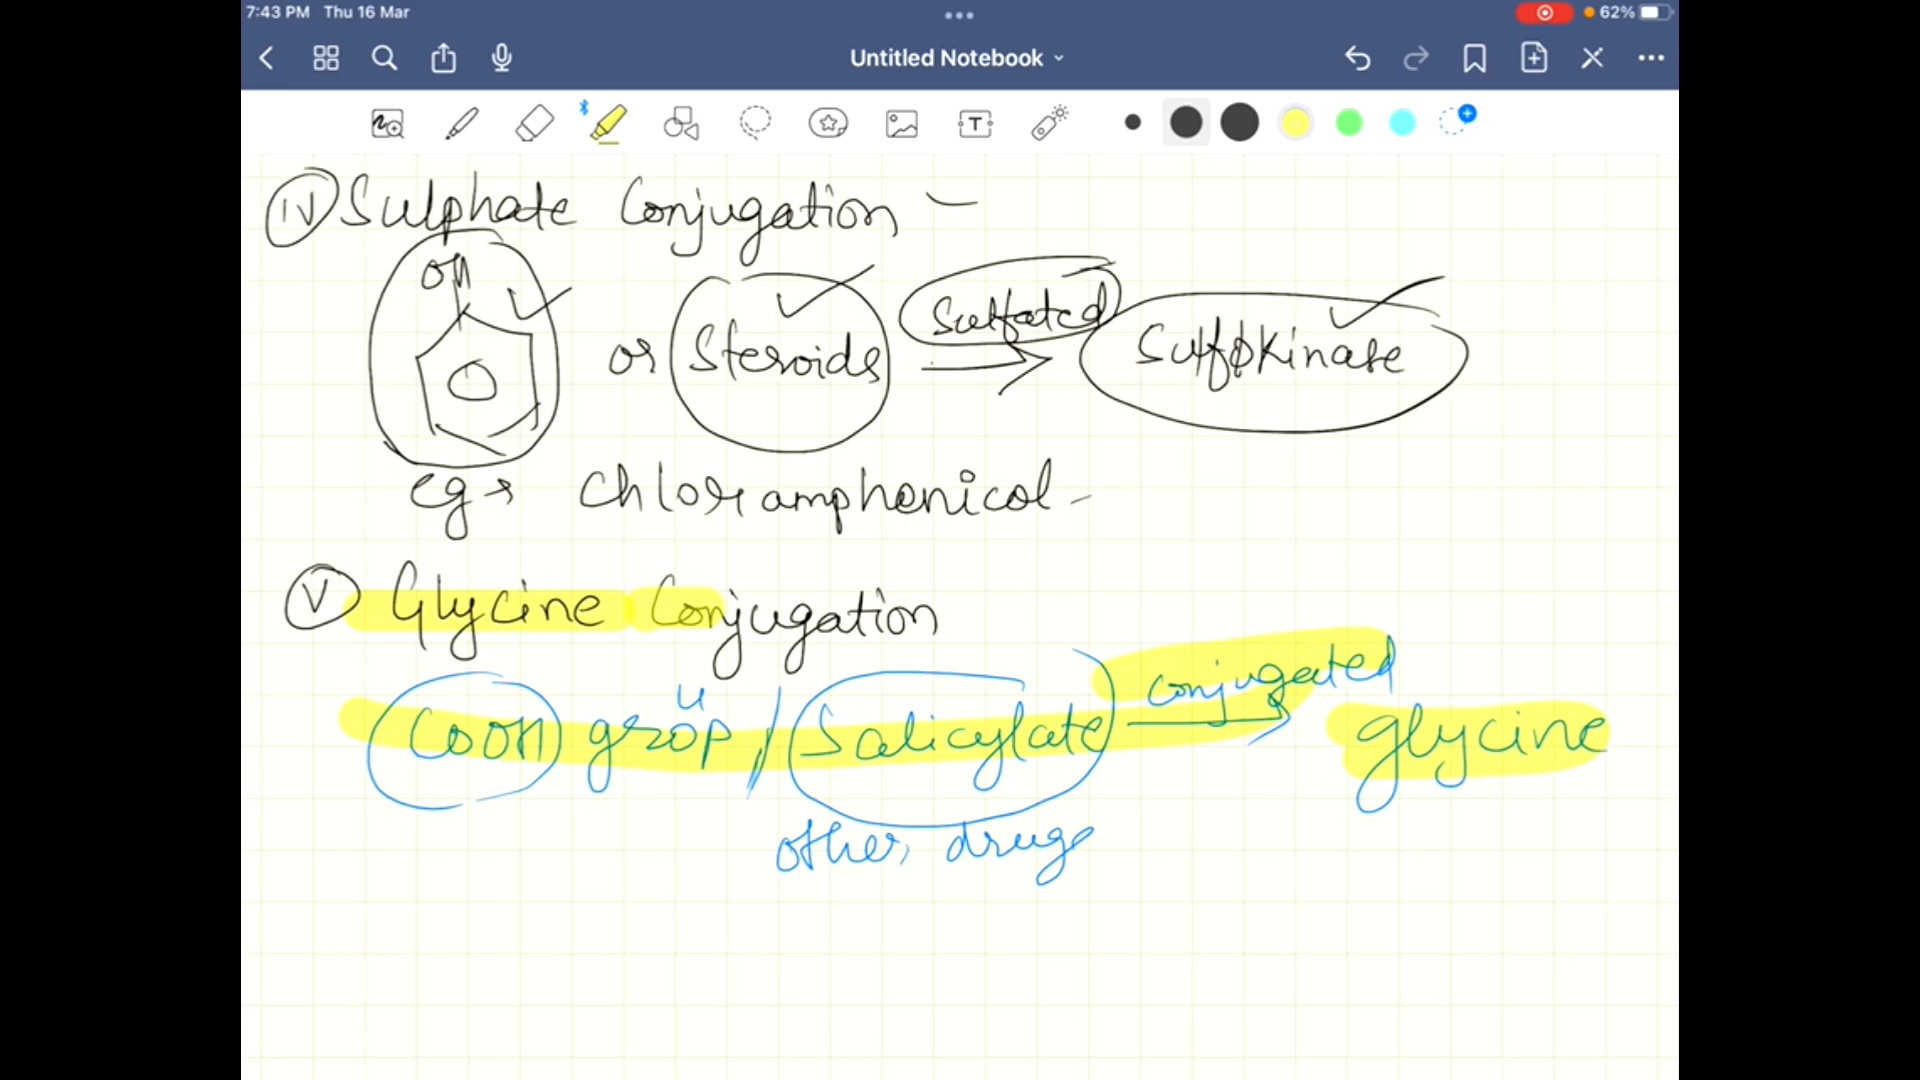 7:43 PM Thu 16 Mar
62%
Untitled Notebook
T
(iv) Sulphate Conjugation -
OH
or Steroids Sulfated → Sulfokinase
eg → Chloramphenicol -
(V) Glycine Conjugation
COOH group / Salicylate conjugated → glycine
other drugs